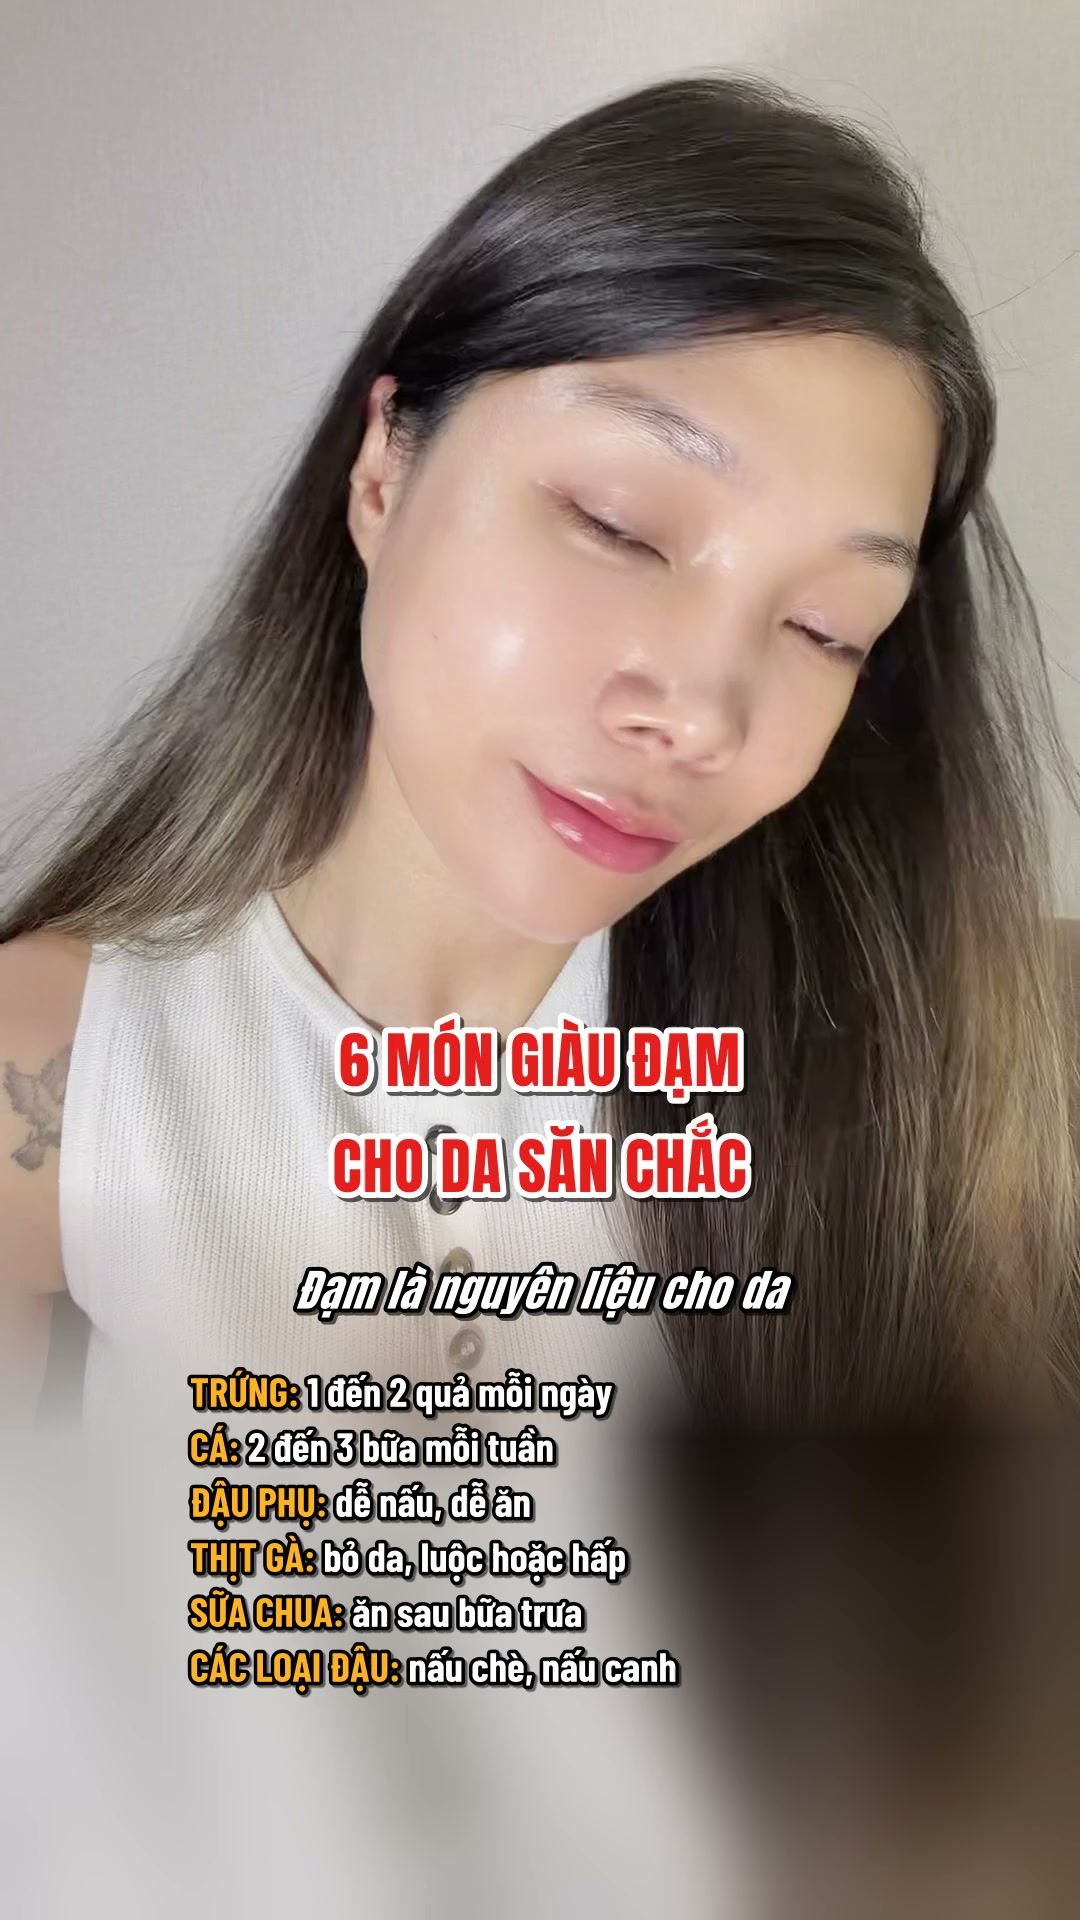 6 MÓN GIÀU ĐẠM
CHO DA SĂN CHẮC
Đạm là nguyên liệu cho da
TRỨNG: 1 đến 2 quả mỗi ngày
CÁ: 2 đến 3 bữa mỗi tuần
ĐẬU PHỤ: dễ nấu, dễ ăn
THỊT GÀ: bỏ da, luộc hoặc hấp
SỮA CHUA: ăn sau bữa trưa
CÁC LOẠI ĐẬU: nấu chè, nấu canh